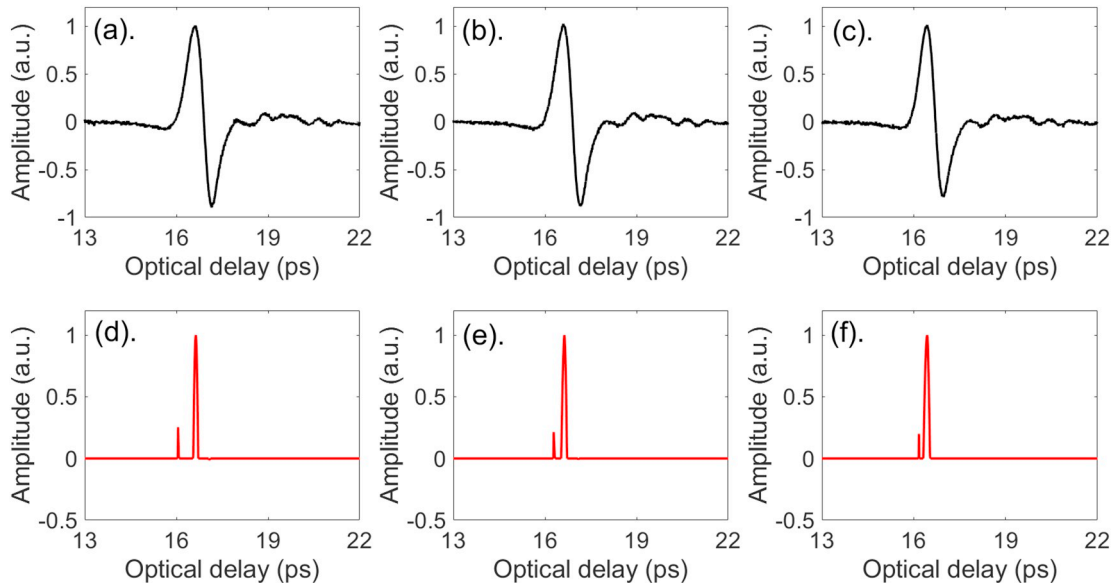 (a).
Amplitude (a.u.)
1
0.5
0
-0.5
-1
13 16 19 22
Optical delay (ps)
(b).
Amplitude (a.u.)
1
0.5
0
-0.5
-1
13 16 19 22
Optical delay (ps)
(c).
Amplitude (a.u.)
1
0.5
0
-0.5
-1
13 16 19 22
Optical delay (ps)
(d).
Amplitude (a.u.)
1
0.5
0
-0.5
13 16 19 22
Optical delay (ps)
(e).
Amplitude (a.u.)
1
0.5
0
-0.5
13 16 19 22
Optical delay (ps)
(f).
Amplitude (a.u.)
1
0.5
0
-0.5
13 16 19 22
Optical delay (ps)